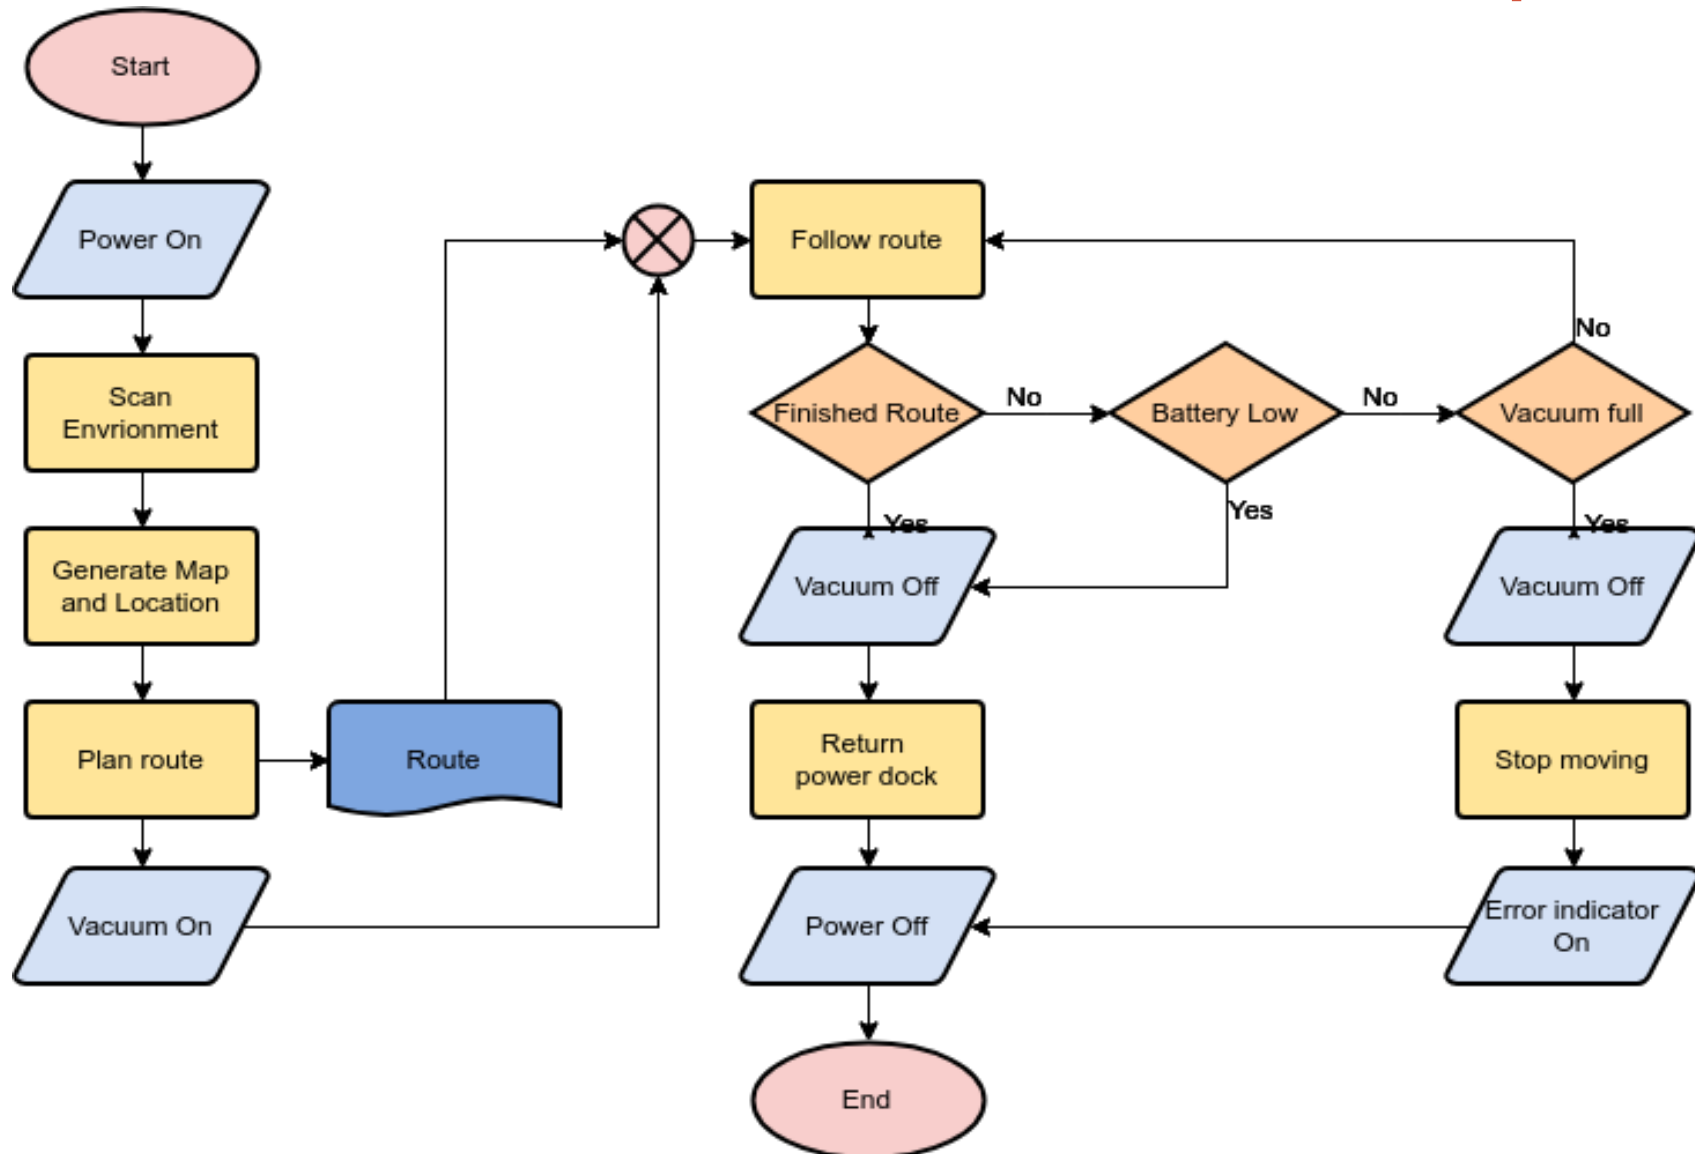 Start
Power On
Scan
Envrionment
Generate Map
and Location
Plan route
Route
Vacuum On
Follow route
Finished Route
No
Battery Low
No
Vacuum full
No
Yes
Yes
Yes
Vacuum Off
Vacuum Off
Return
power dock
Stop moving
Power Off
Error indicator
On
End